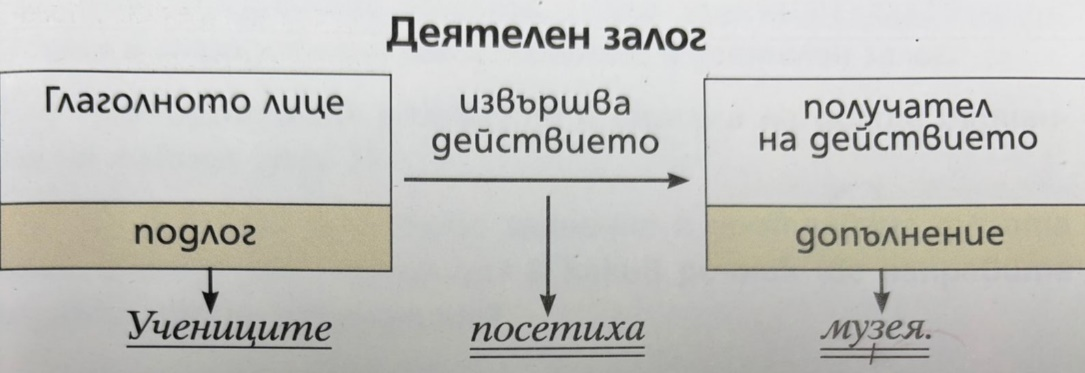 Деятелен залог
Глаголното лице
подлог
извършва
действието
получател
на действието
допълнение
Учениците посетиха музея.